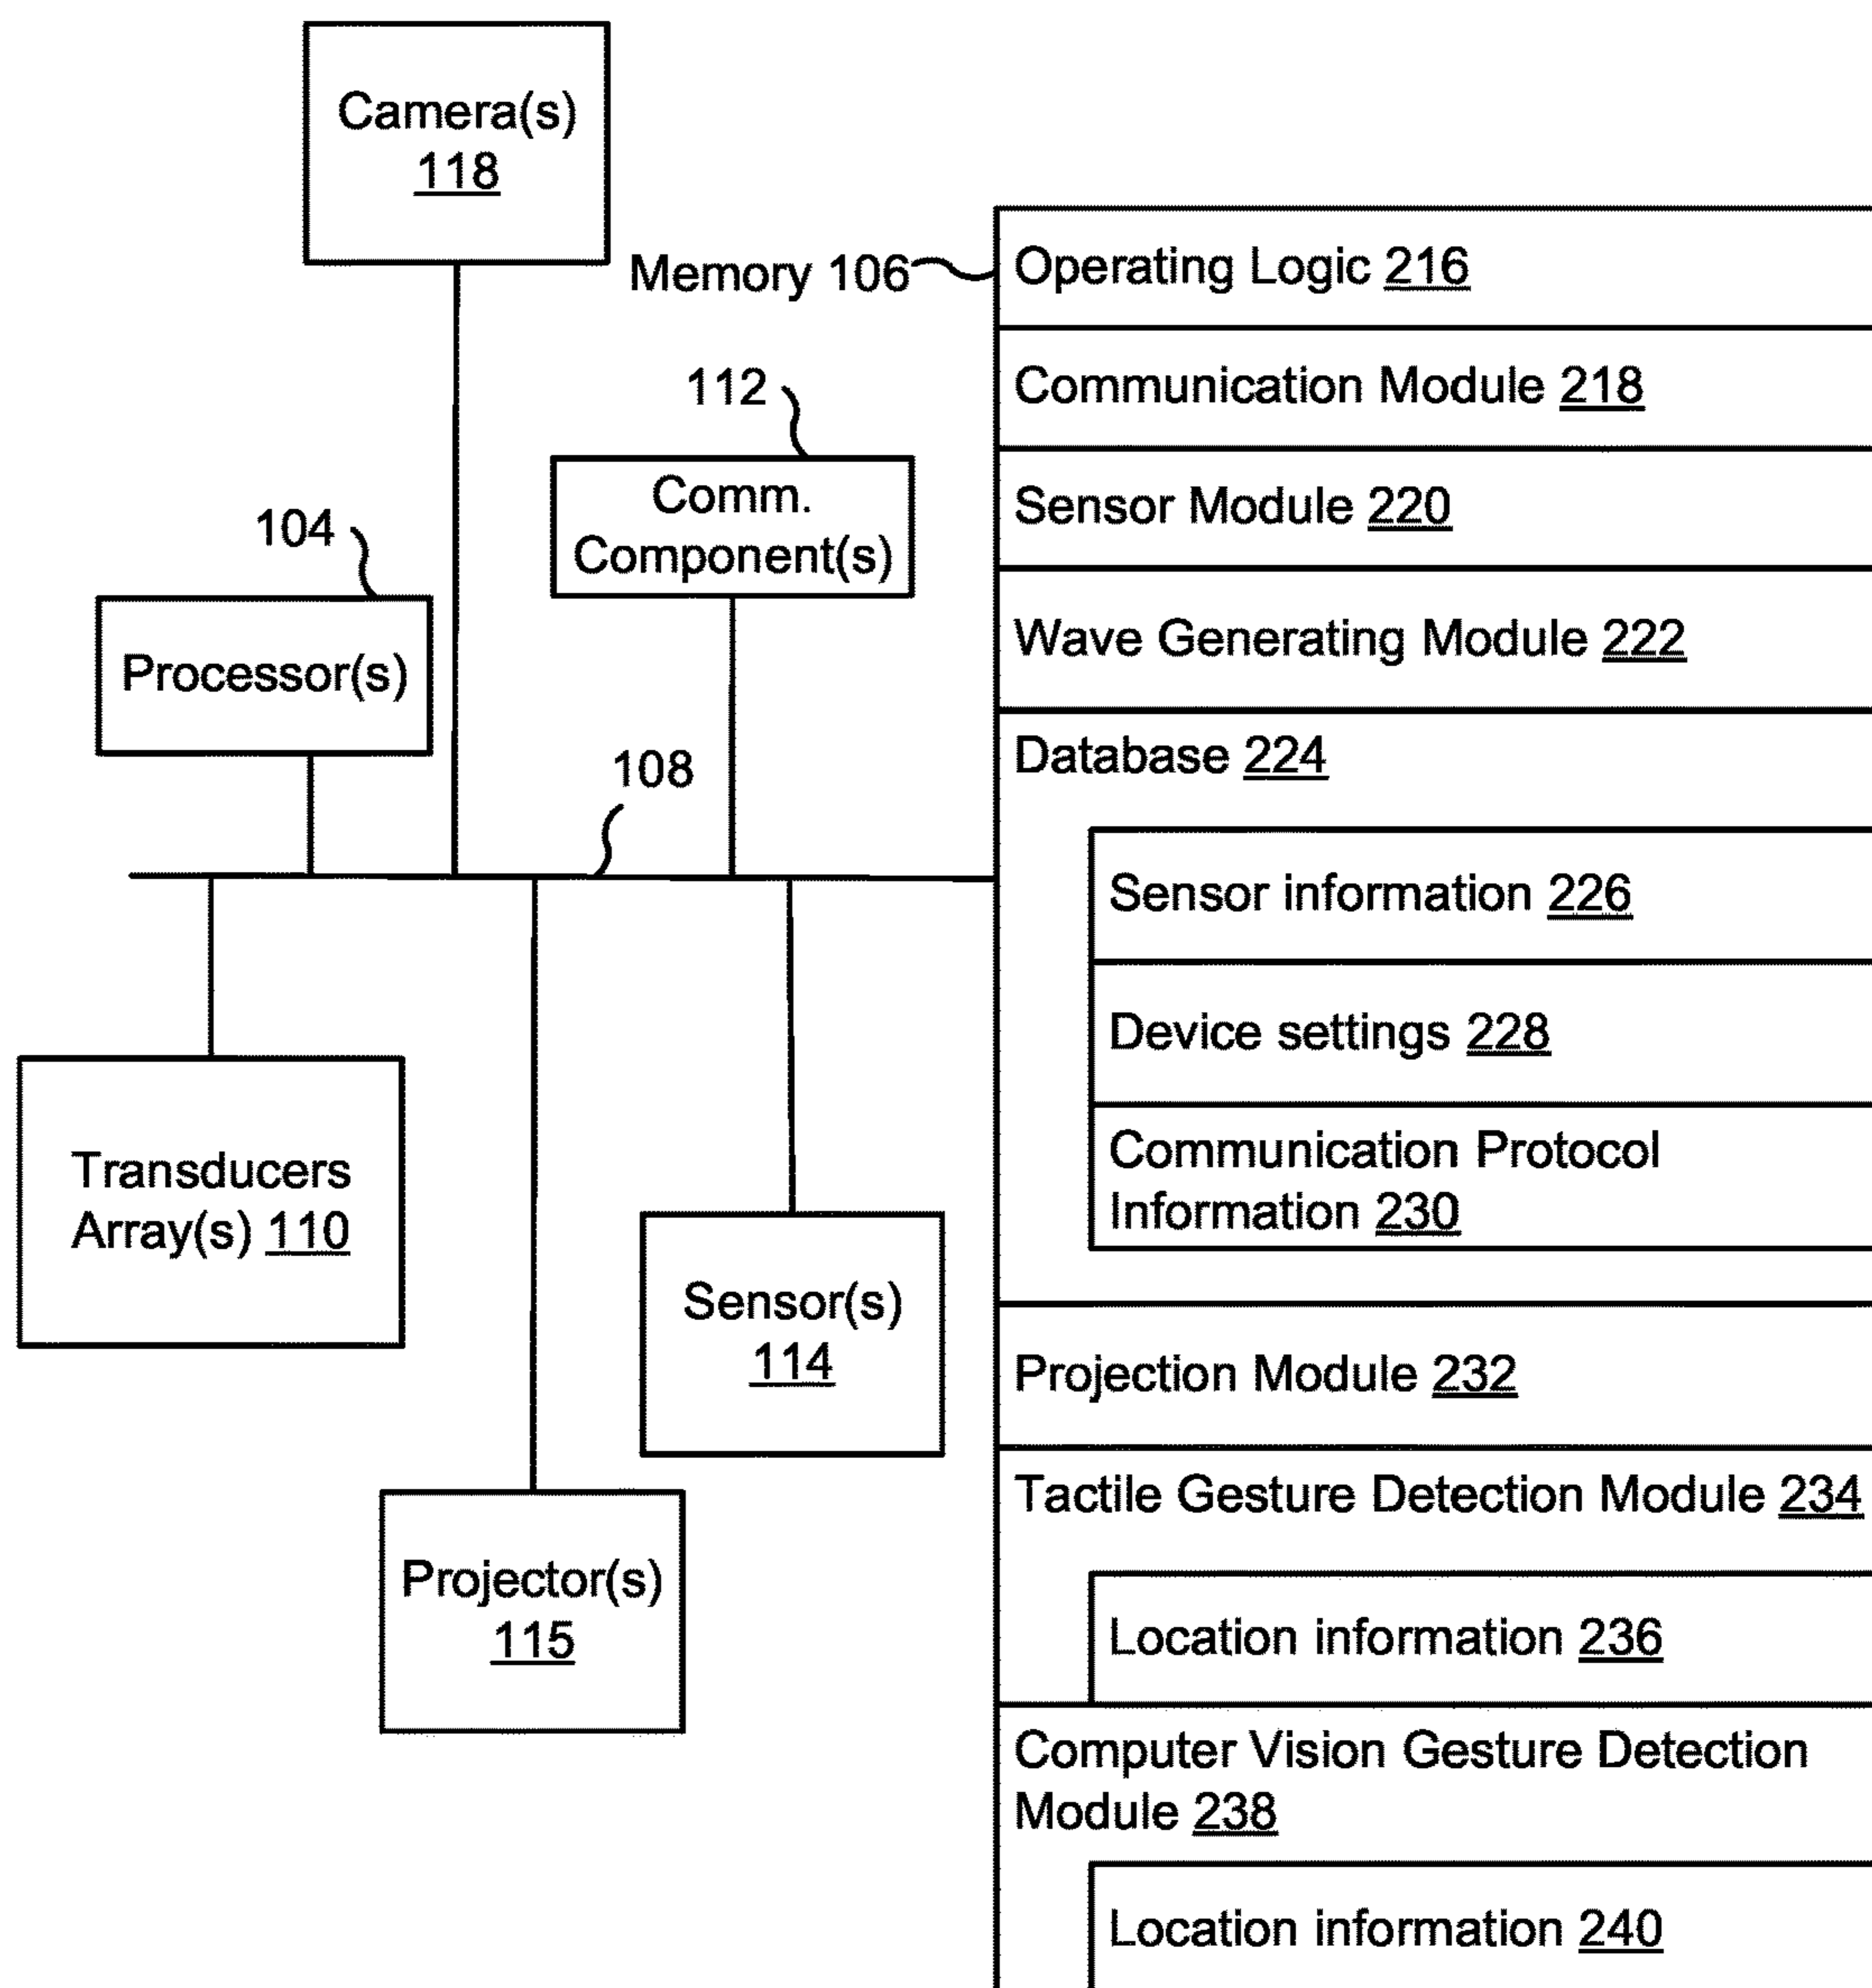 Camera(s)
118
Memory 106
112
Comm.
Component(s)
104
Processor(s)
108
Transducers
Array(s) 110
Sensor(s)
114
Projector(s)
115
Operating Logic 216
Communication Module 218
Sensor Module 220
Wave Generating Module 222
Database 224
Sensor information 226
Device settings 228
Communication Protocol
Information 230
Projection Module 232
Tactile Gesture Detection Module 234
Location information 236
Computer Vision Gesture Detection
Module 238
Location information 240